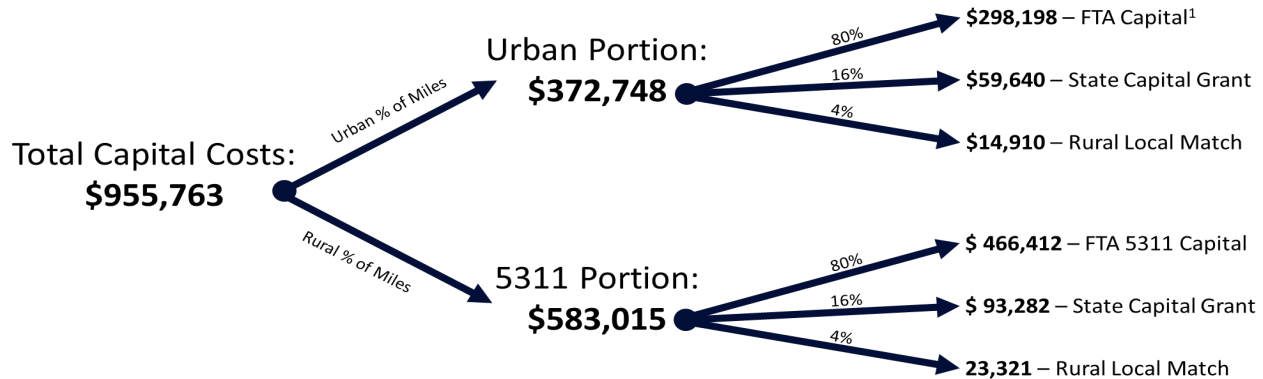 Total Capital Costs:
$955,763
Urban % of Miles
Rural % of Miles
Urban Portion:
$372,748
80%
16%
4%
$298,198 – FTA Capital¹
$59,640 – State Capital Grant
$14,910 – Rural Local Match
5311 Portion:
$583,015
80%
16%
4%
$ 466,412 – FTA 5311 Capital
$ 93,282 – State Capital Grant
23,321 – Rural Local Match